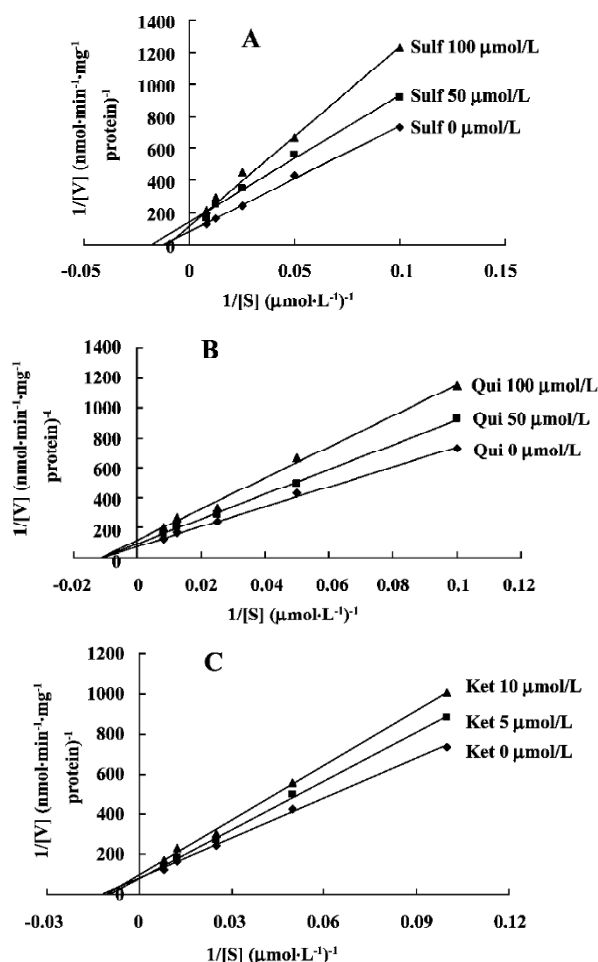 A
1400
1200
1000
800
600
400
200
0
1/[V] (nmol·min⁻¹·mg⁻¹
protein)⁻¹
Sulf 100 μmol/L
Sulf 50 μmol/L
Sulf 0 μmol/L
-0.05 0 0.05 0.1 0.15
1/[S] (μmol·L⁻¹)⁻¹
B
1400
1200
1000
800
600
400
200
0
1/[V] (nmol·min⁻¹·mg⁻¹
protein)⁻¹
Qui 100 μmol/L
Qui 50 μmol/L
Qui 0 μmol/L
-0.02 0 0.02 0.04 0.06 0.08 0.1 0.12
1/[S] (μmol·L⁻¹)⁻¹
C
1200
1000
800
600
400
200
0
1/[V] (nmol·min⁻¹·mg⁻¹
protein)⁻¹
Ket 10 μmol/L
Ket 5 μmol/L
Ket 0 μmol/L
-0.03 0 0.03 0.06 0.09 0.12
1/[S] (μmol·L⁻¹)⁻¹